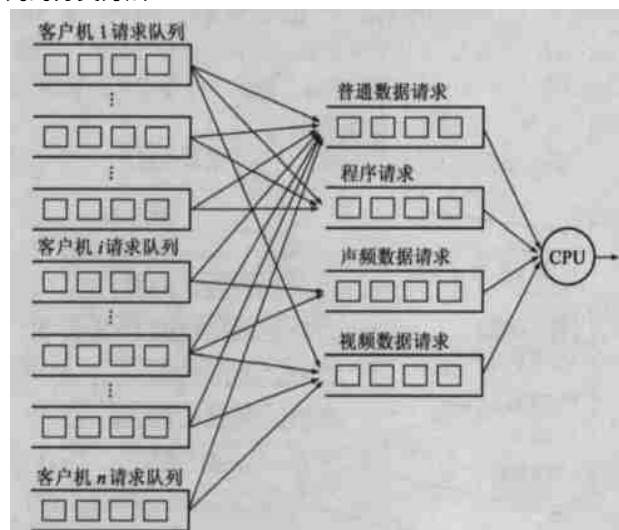 客户机 1 请求队列
普通数据请求
程序请求
客户机 i 请求队列
声频数据请求
CPU
视频数据请求
客户机 n 请求队列